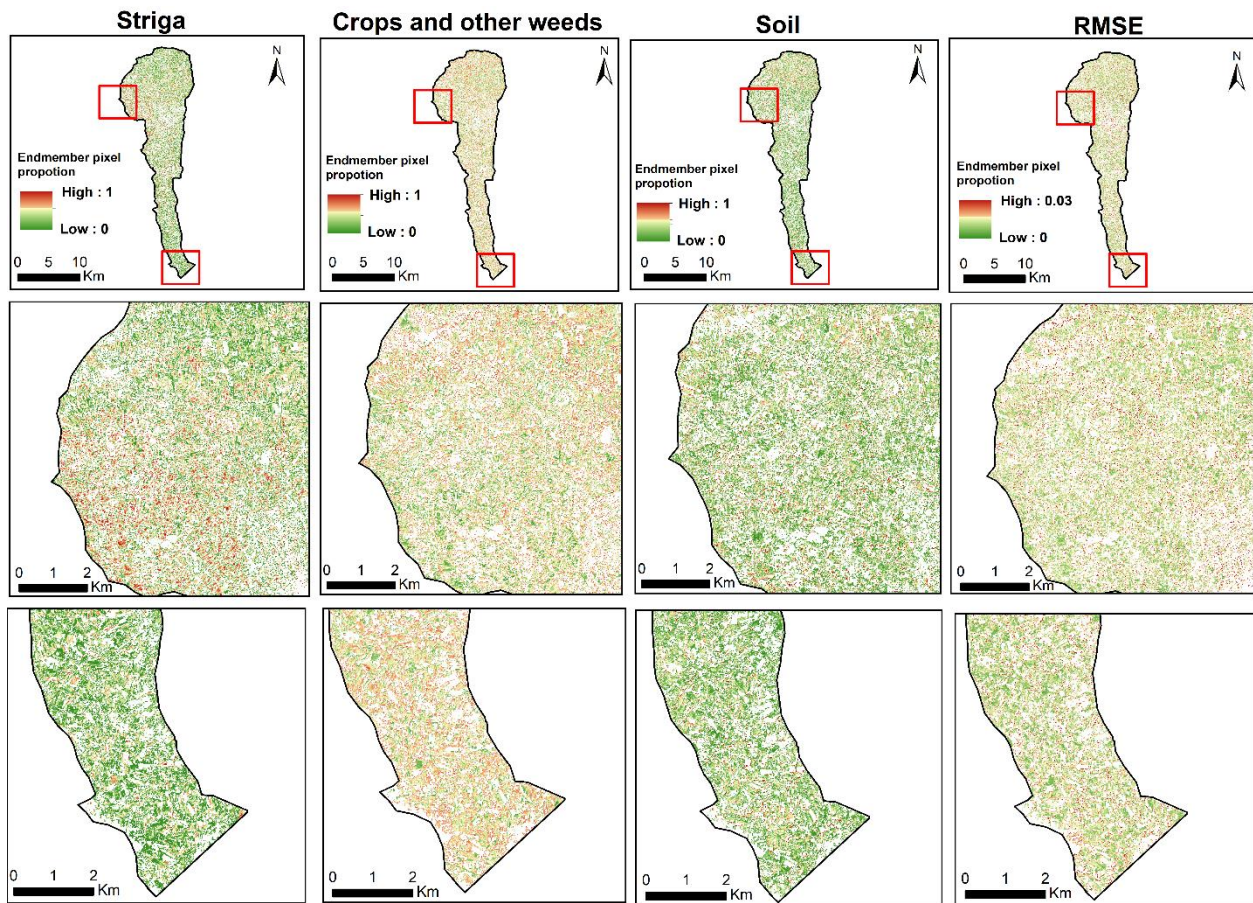 Striga
Crops and other weeds
Soil
RMSE
N
Endmember pixel
propotion
High : 1
Low : 0
0 5 10
Km
N
Endmember pixel
propotion
High : 1
Low : 0
0 5 10
Km
N
Endmember pixel
propotion
High : 1
Low : 0
0 5 10
Km
N
Endmember pixel
propotion
High : 0.03
Low : 0
0 5 10
Km
0 1 2
Km
0 1 2
Km
0 1 2
Km
0 1 2
Km
0 1 2
Km
0 1 2
Km
0 1 2
Km
0 1 2
Km